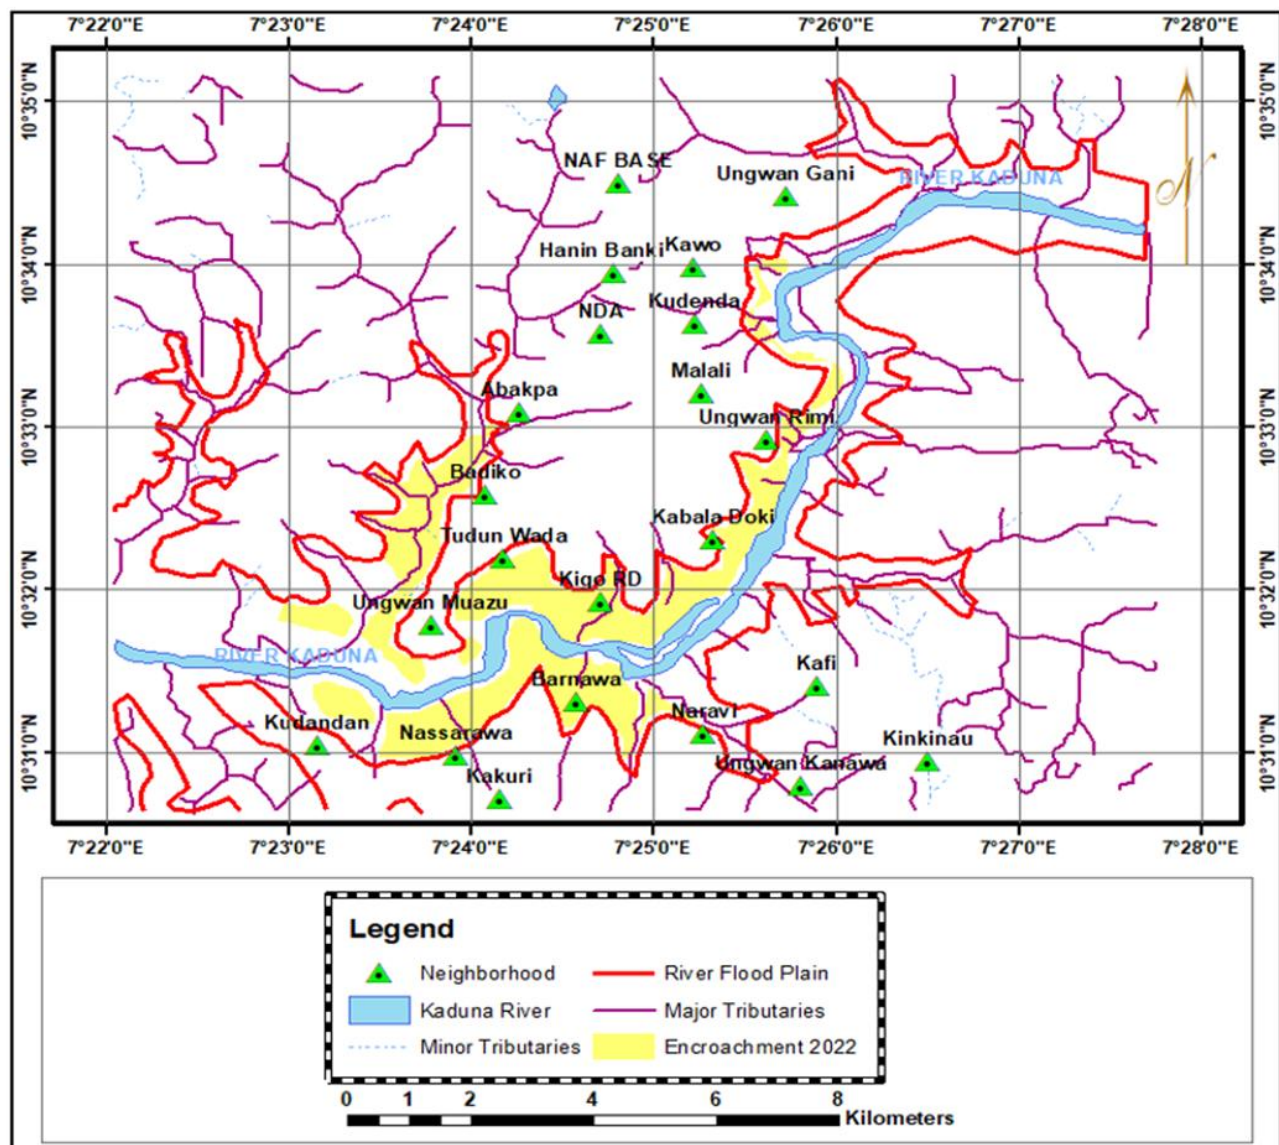 7°22'0"E 7°23'0"E 7°24'0"E 7°25'0"E 7°26'0"E 7°27'0"E 7°28'0"E
10°35'0"N 10°35'0"N
NAF BASE
Ungwan Gani
RIVER KADUNA
N
10°34'0"N 10°34'0"N
Hanin Banki Kawo
Kudenda
NDA
Malali
Abakpa
Ungwan Rimi
10°33'0"N 10°33'0"N
Badiko
Kabala Doki
Tudun Wada
Kigo RD
10°32'0"N 10°32'0"N
Ungwan Muazu
RIVER KADUNA
Kafi
Barnawa
Kudandan
Naravi
Nassarawa
Kinkinau
10°31'0"N 10°31'0"N
Ungwan Kanawa
Kakuri
7°22'0"E 7°23'0"E 7°24'0"E 7°25'0"E 7°26'0"E 7°27'0"E 7°28'0"E
Legend
Neighborhood River Flood Plain
Kaduna River Major Tributaries
Minor Tributaries Encroachment 2022
0 1 2 4 6 8
Kilometers